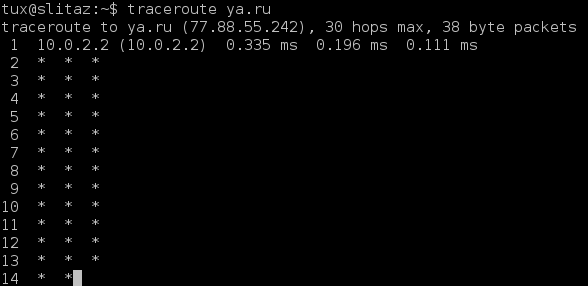 tux@slitaz:~$ traceroute ya.ru
traceroute to ya.ru (77.88.55.242), 30 hops max, 38 byte packets
 1  10.0.2.2 (10.0.2.2)  0.335 ms  0.196 ms  0.111 ms
 2  *  *  *
 3  *  *  *
 4  *  *  *
 5  *  *  *
 6  *  *  *
 7  *  *  *
 8  *  *  *
 9  *  *  *
10  *  *  *
11  *  *  *
12  *  *  *
13  *  *  *
14  *  *